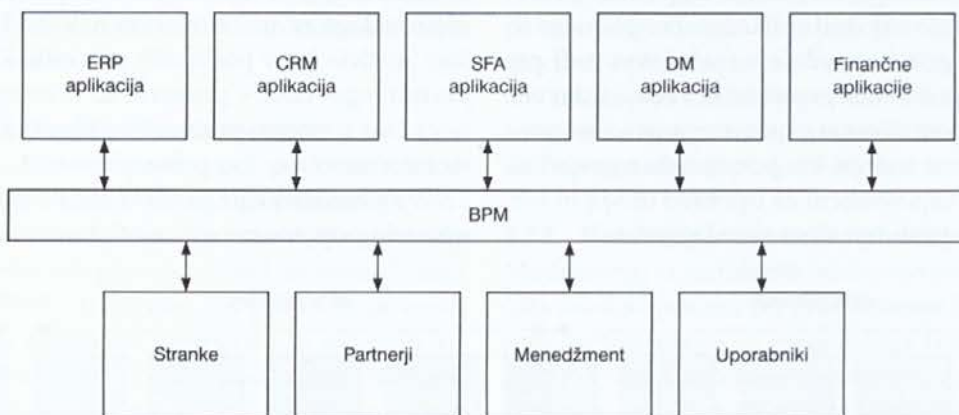 ERP
aplikacija
CRM
aplikacija
SFA
aplikacija
DM
aplikacija
Finančne
aplikacije
BPM
Stranke
Partnerji
Menedžment
Uporabniki